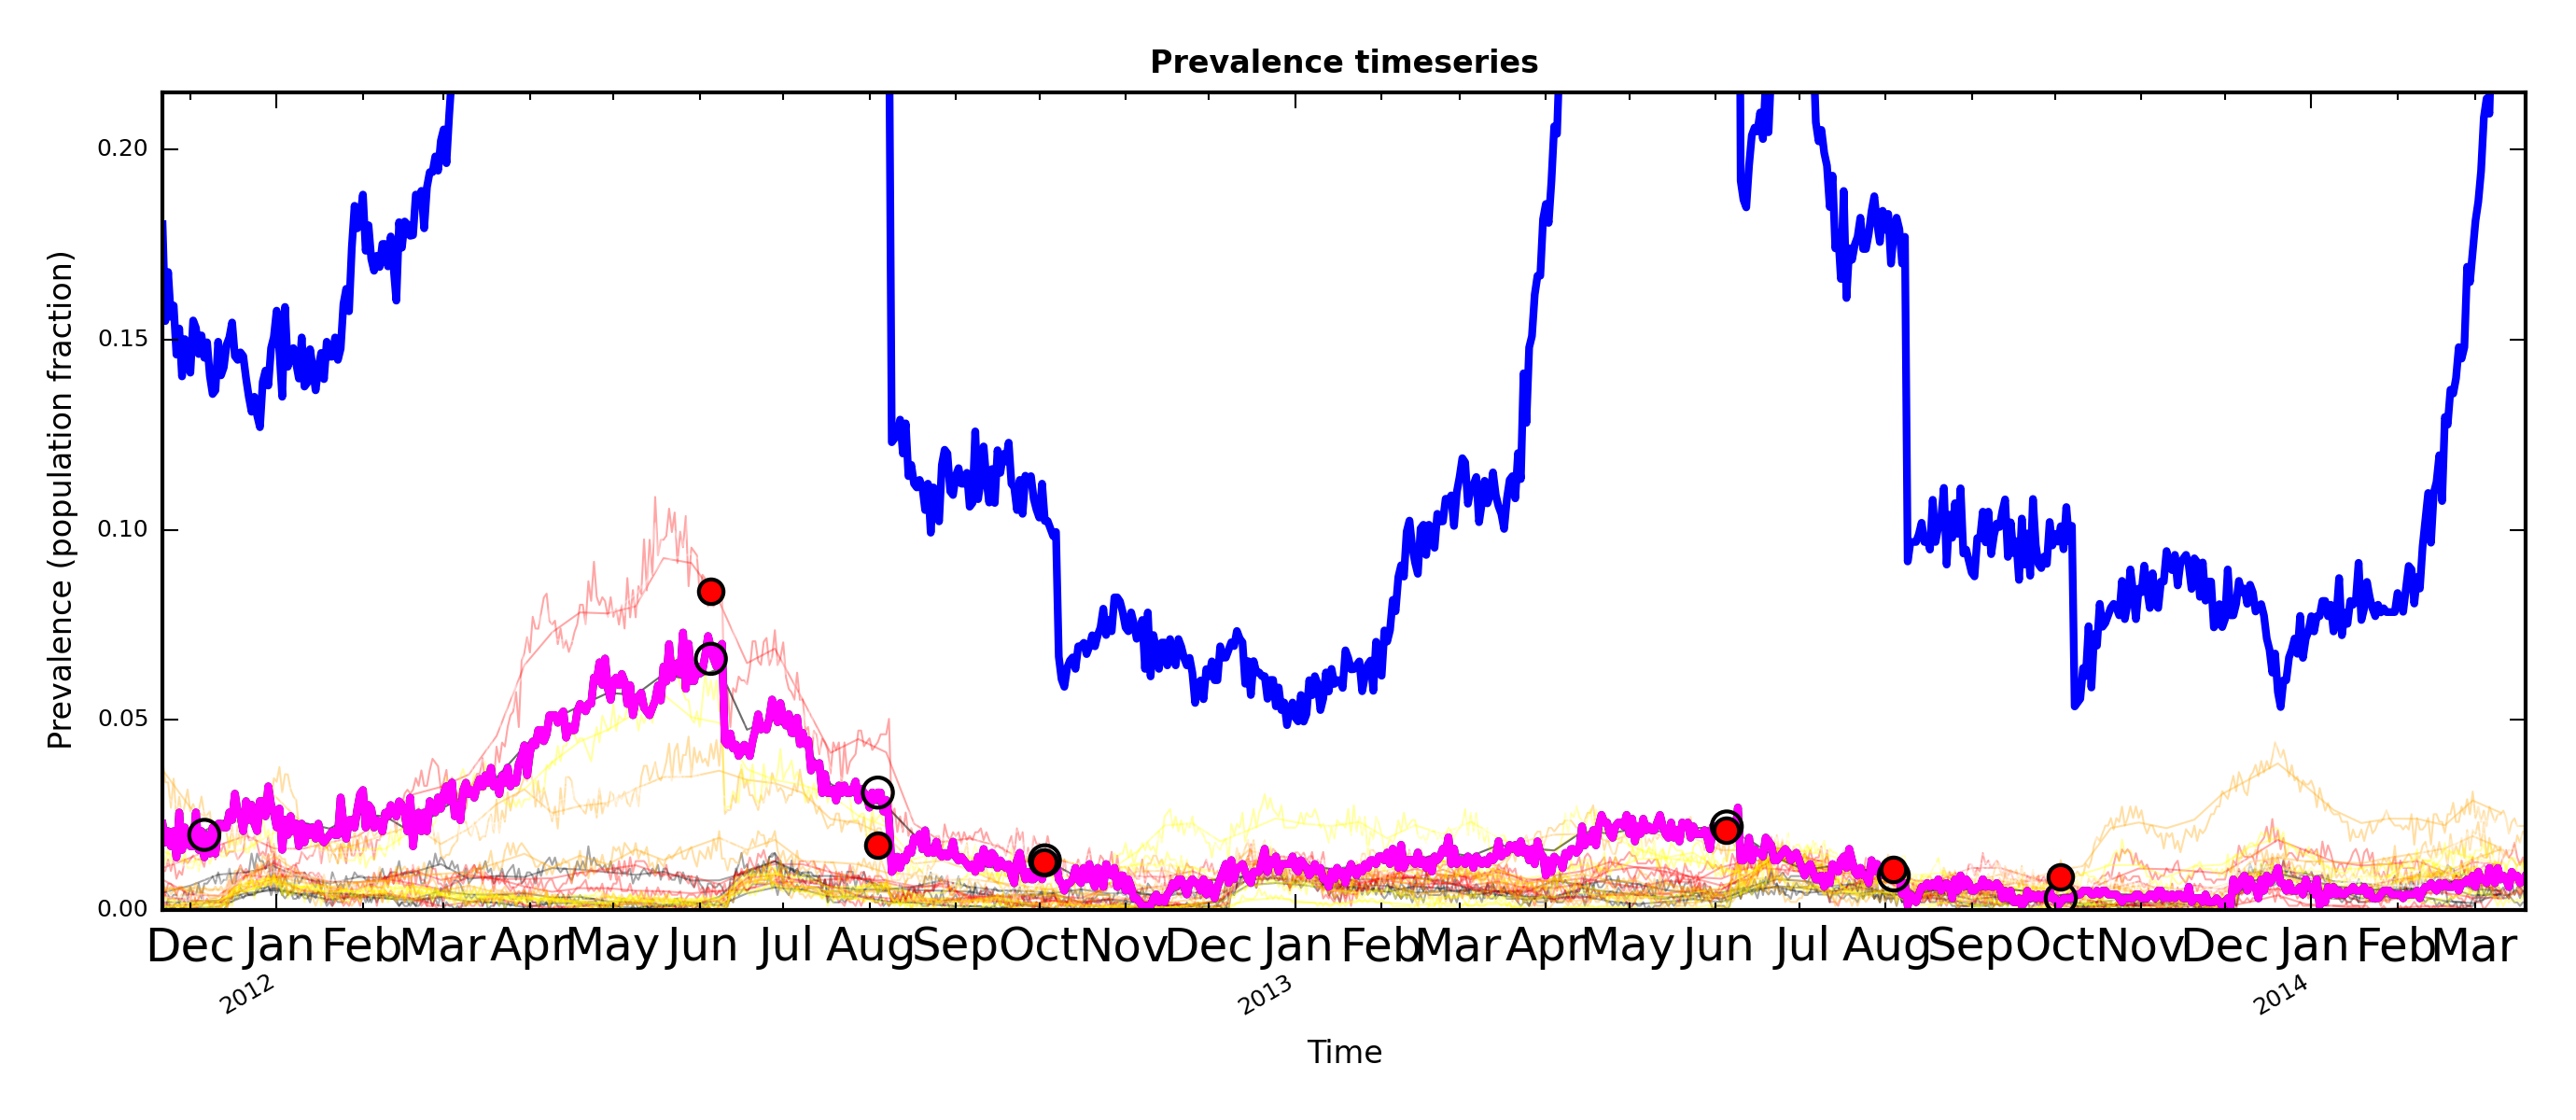 Prevalence timeseries
Prevalence (population fraction)
0.20
0.15
0.10
0.05
0.00
Dec Jan Feb Mar Apr May Jun Jul Aug Sep Oct Nov Dec Jan Feb Mar Apr May Jun Jul Aug Sep Oct Nov Dec Jan Feb Mar
2012 2013 2014
Time